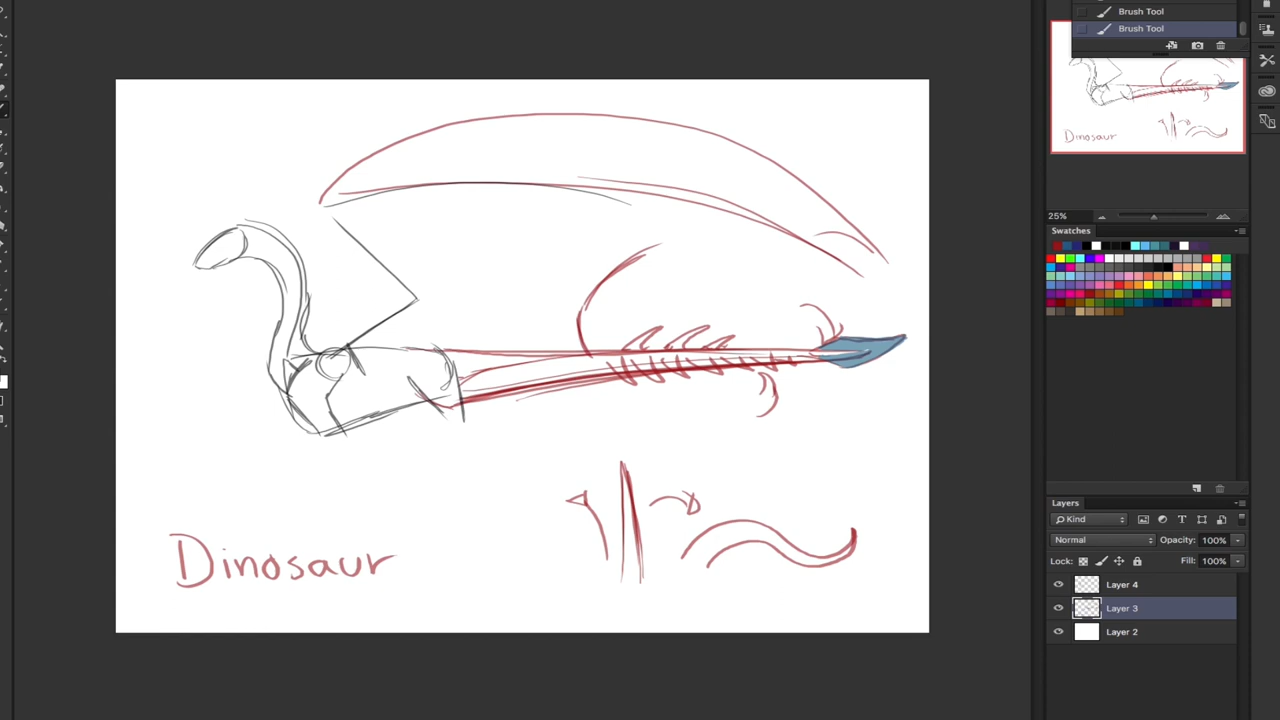 Brush Tool
Brush Tool
Dinosaur
25%
Swatches
Layers
Kind
Normal
Opacity: 100%
Lock:
Fill: 100%
Layer 4
Layer 3
Layer 2
Dinosaur